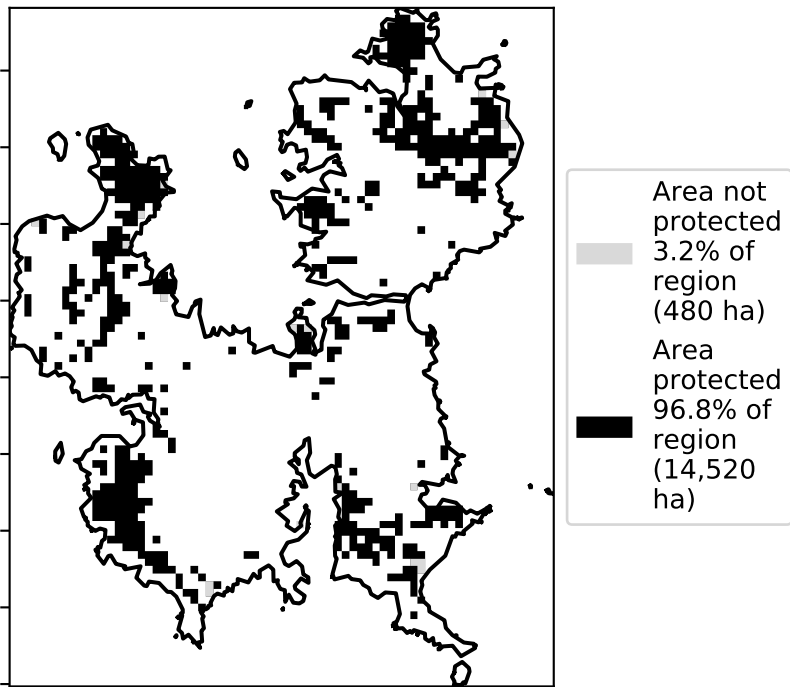 Area not
protected
3.2% of
region
(480 ha)
Area
protected
96.8% of
region
(14,520
ha)